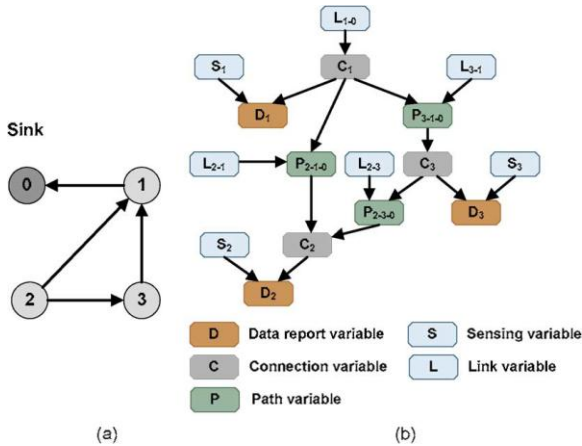 L1-0
S1
C1
L3-1
D1
P3-1-0
Sink
L2-1
P2-1-0
L2-3
C3
S3
0
1
P2-3-0
D3
S2
C2
2
3
D2
D Data report variable
S Sensing variable
C Connection variable
L Link variable
P Path variable
(a)
(b)